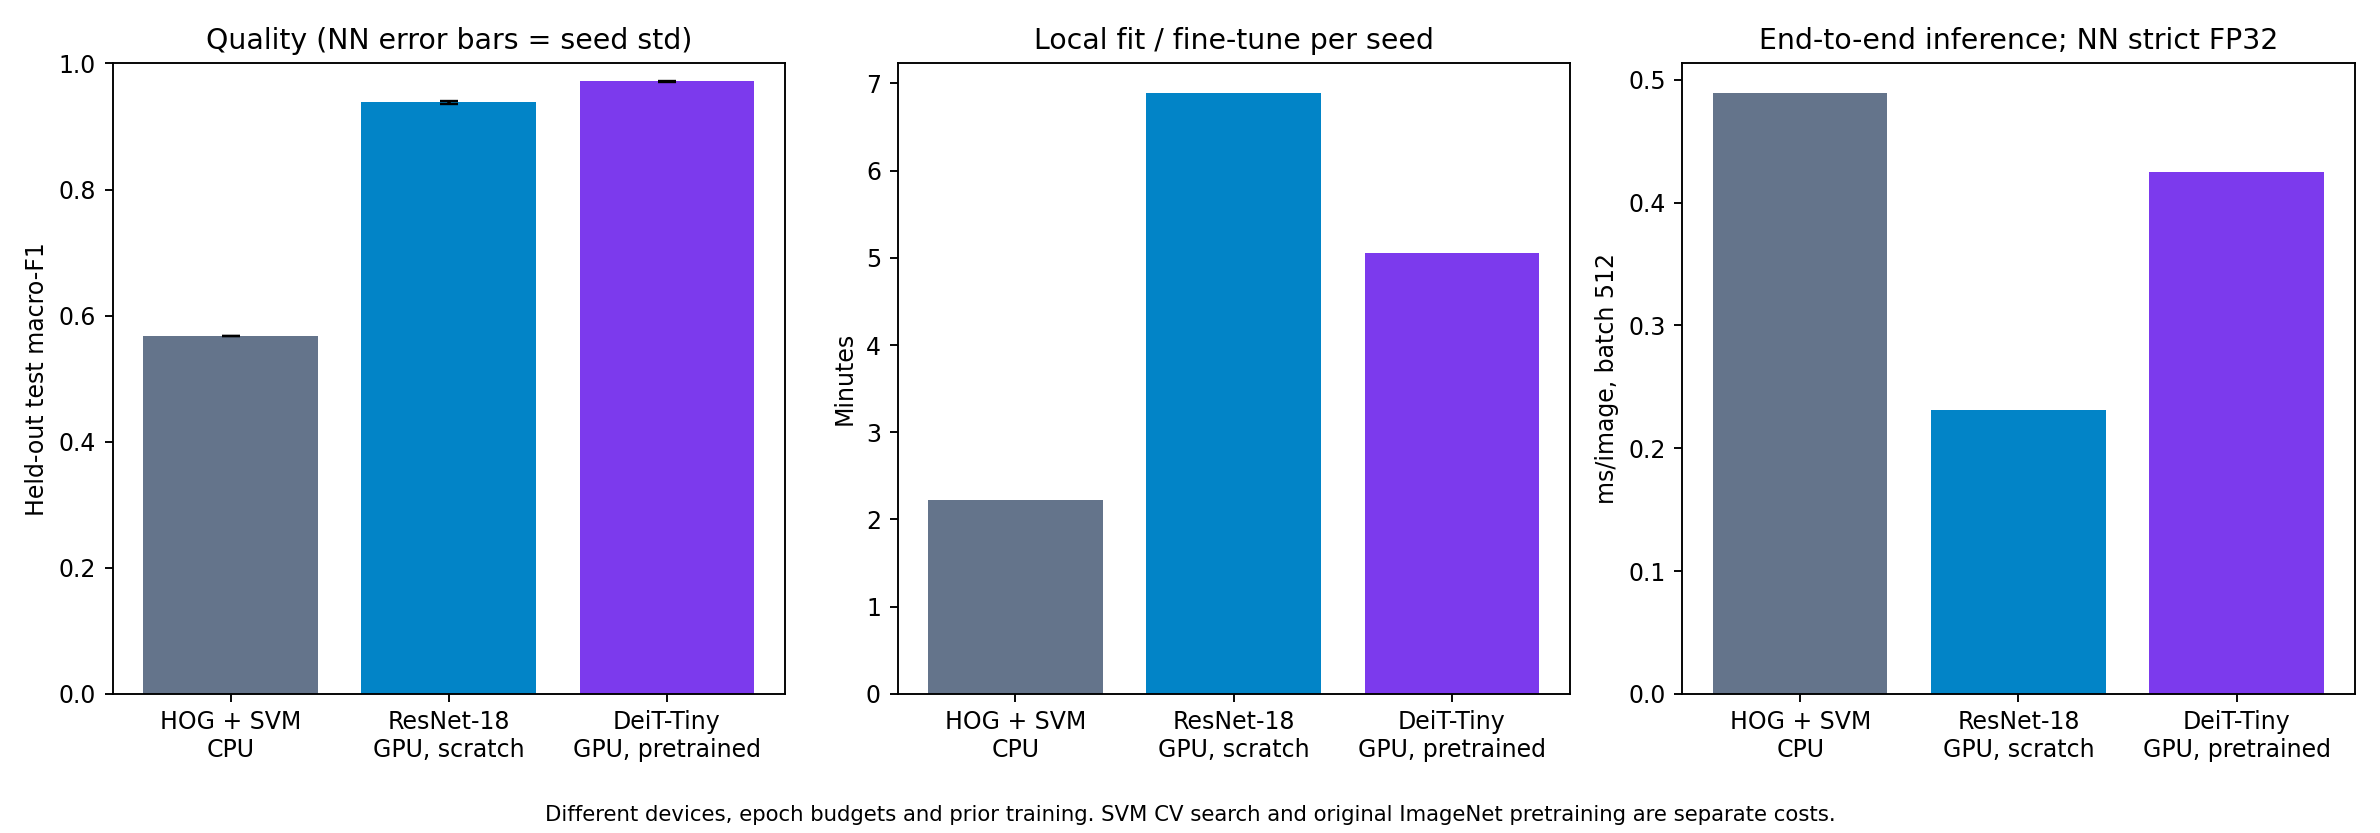 Quality (NN error bars = seed std)
Held-out test macro-F1
1.0
0.8
0.6
0.4
0.2
0.0
HOG + SVM
CPU
ResNet-18
GPU, scratch
DeiT-Tiny
GPU, pretrained
Local fit / fine-tune per seed
Minutes
7
6
5
4
3
2
1
0
HOG + SVM
CPU
ResNet-18
GPU, scratch
DeiT-Tiny
GPU, pretrained
End-to-end inference; NN strict FP32
ms/image, batch 512
0.5
0.4
0.3
0.2
0.1
0.0
HOG + SVM
CPU
ResNet-18
GPU, scratch
DeiT-Tiny
GPU, pretrained
Different devices, epoch budgets and prior training. SVM CV search and original ImageNet pretraining are separate costs.